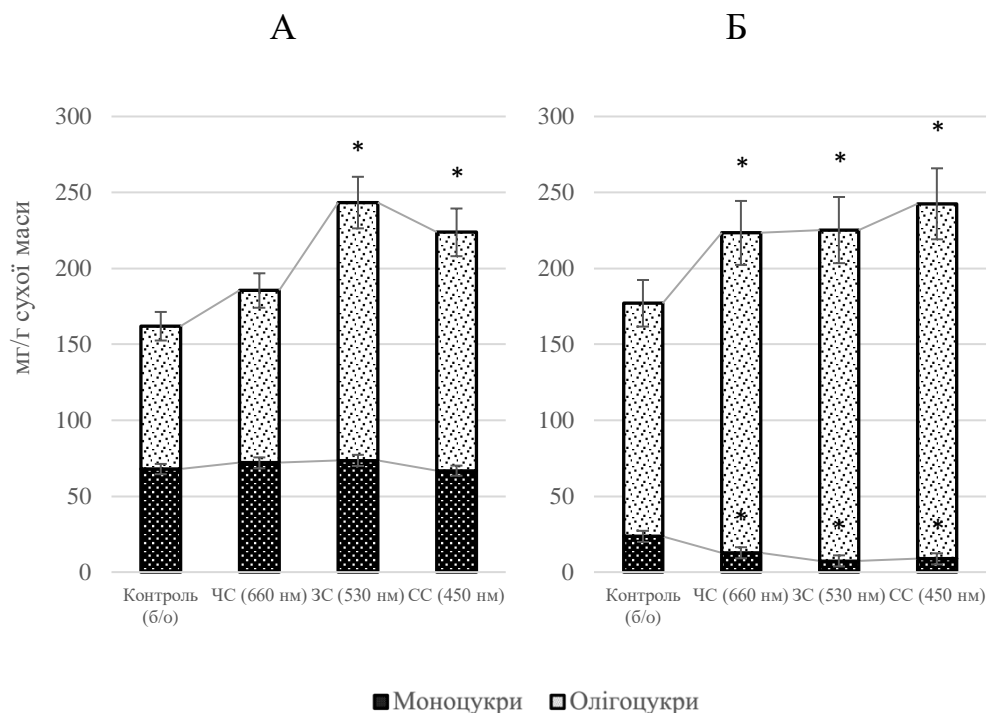 А
Б
мг/г сухої маси
300
250
200
150
100
50
0
*
*
Контроль (б/о)
ЧС (660 нм)
ЗС (530 нм)
СС (450 нм)
300
250
200
150
100
50
0
*
*
*
*
*
*
Контроль (б/о)
ЧС (660 нм)
ЗС (530 нм)
СС (450 нм)
Моноцукри
Олігоцукри